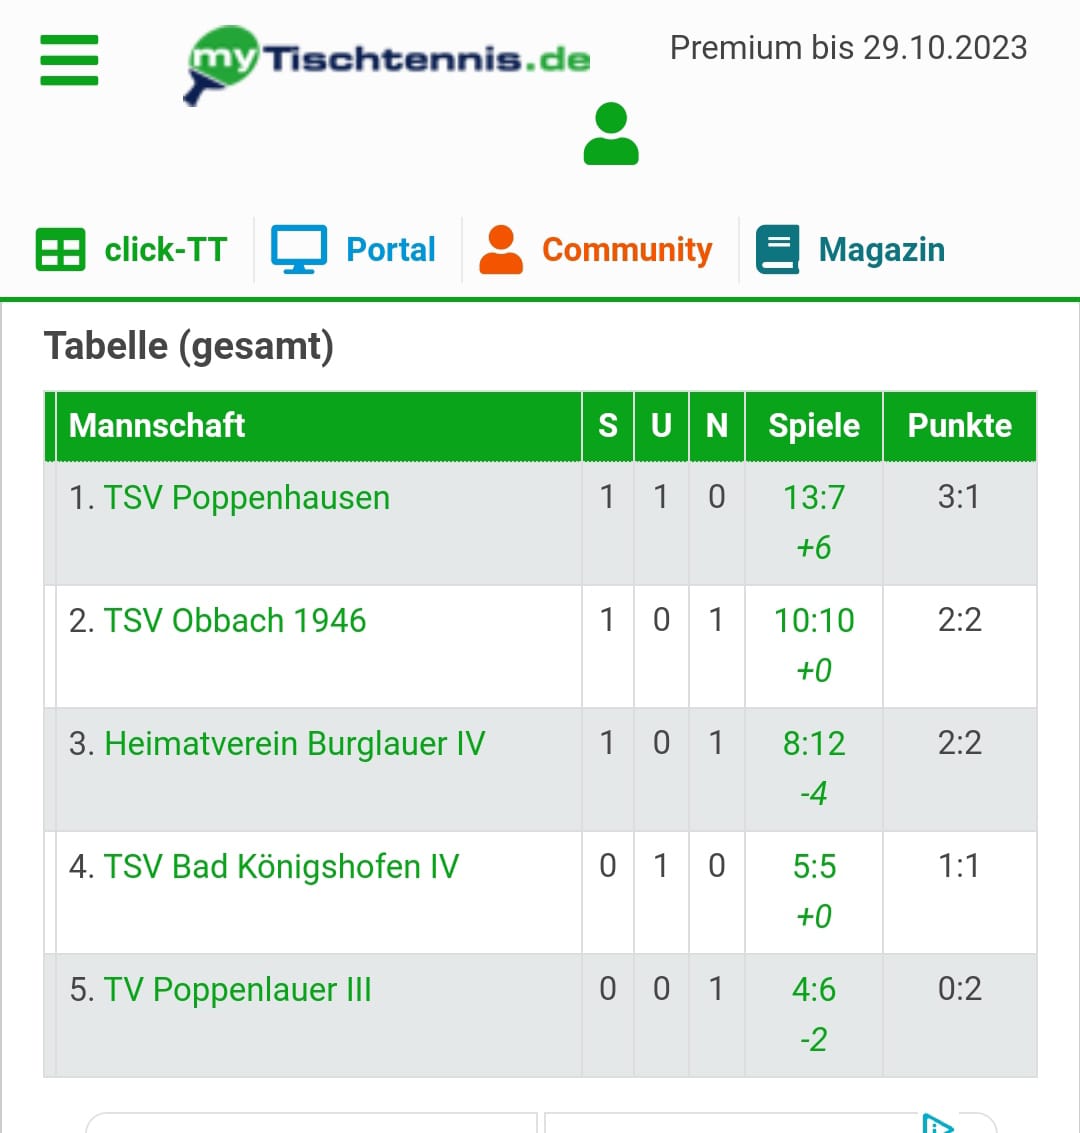 myTischtennis.de
Premium bis 29.10.2023
click-TT Portal Community Magazin
Tabelle (gesamt)
Mannschaft S U N Spiele Punkte
1. TSV Poppenhausen 1 1 0 13:7 3:1
+6
2. TSV Obbach 1946 1 0 1 10:10 2:2
+0
3. Heimatverein Burglauer IV 1 0 1 8:12 2:2
-4
4. TSV Bad Königshofen IV 0 1 0 5:5 1:1
+0
5. TV Poppenlauer III 0 0 1 4:6 0:2
-2